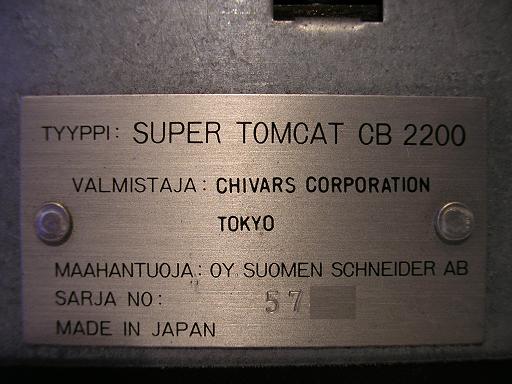 TYYPPI: SUPER TOMCAT CB 2200
VALMISTAJA: CHIVARS CORPORATION
TOKYO
MAAHANTUOJA: OY SUOMEN SCHNEIDER AB
SARJA NO: 57
MADE IN JAPAN